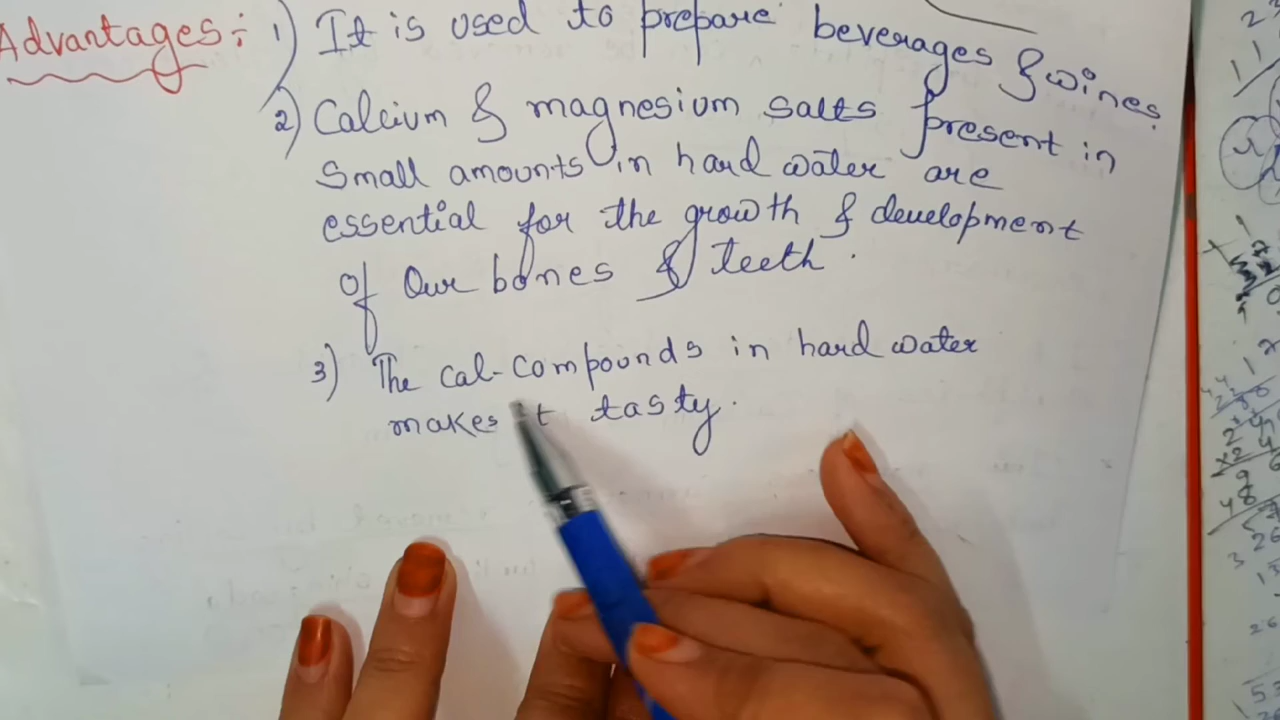 Advantages: 1) It is used to prepare beverages & wines.
2) Calcium & magnesium salts present in
small amounts in hard water are
essential for the growth & development
of our bones & teeth.
3) The cal-compounds in hard water
makes it tasty.